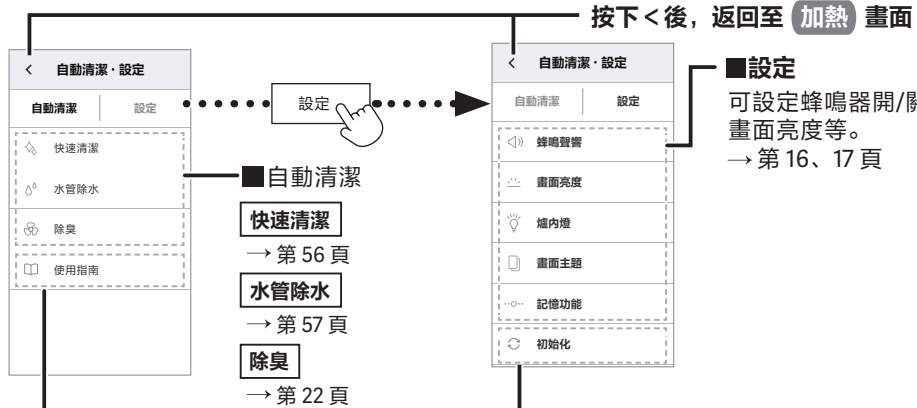 按下<後，返回至 加熱 畫面
< 自動清潔・設定
自動清潔 設定
快速清潔
水管除水
除臭
使用指南
設定
■自動清潔
快速清潔
→ 第 56 頁
水管除水
→ 第 57 頁
除臭
→ 第 22 頁
< 自動清潔・設定
自動清潔 設定
蜂鳴聲響
畫面亮度
爐內燈
畫面主題
記憶功能
初始化
■設定
可設定蜂鳴器開/
畫面亮度等。
→ 第 16、17 頁